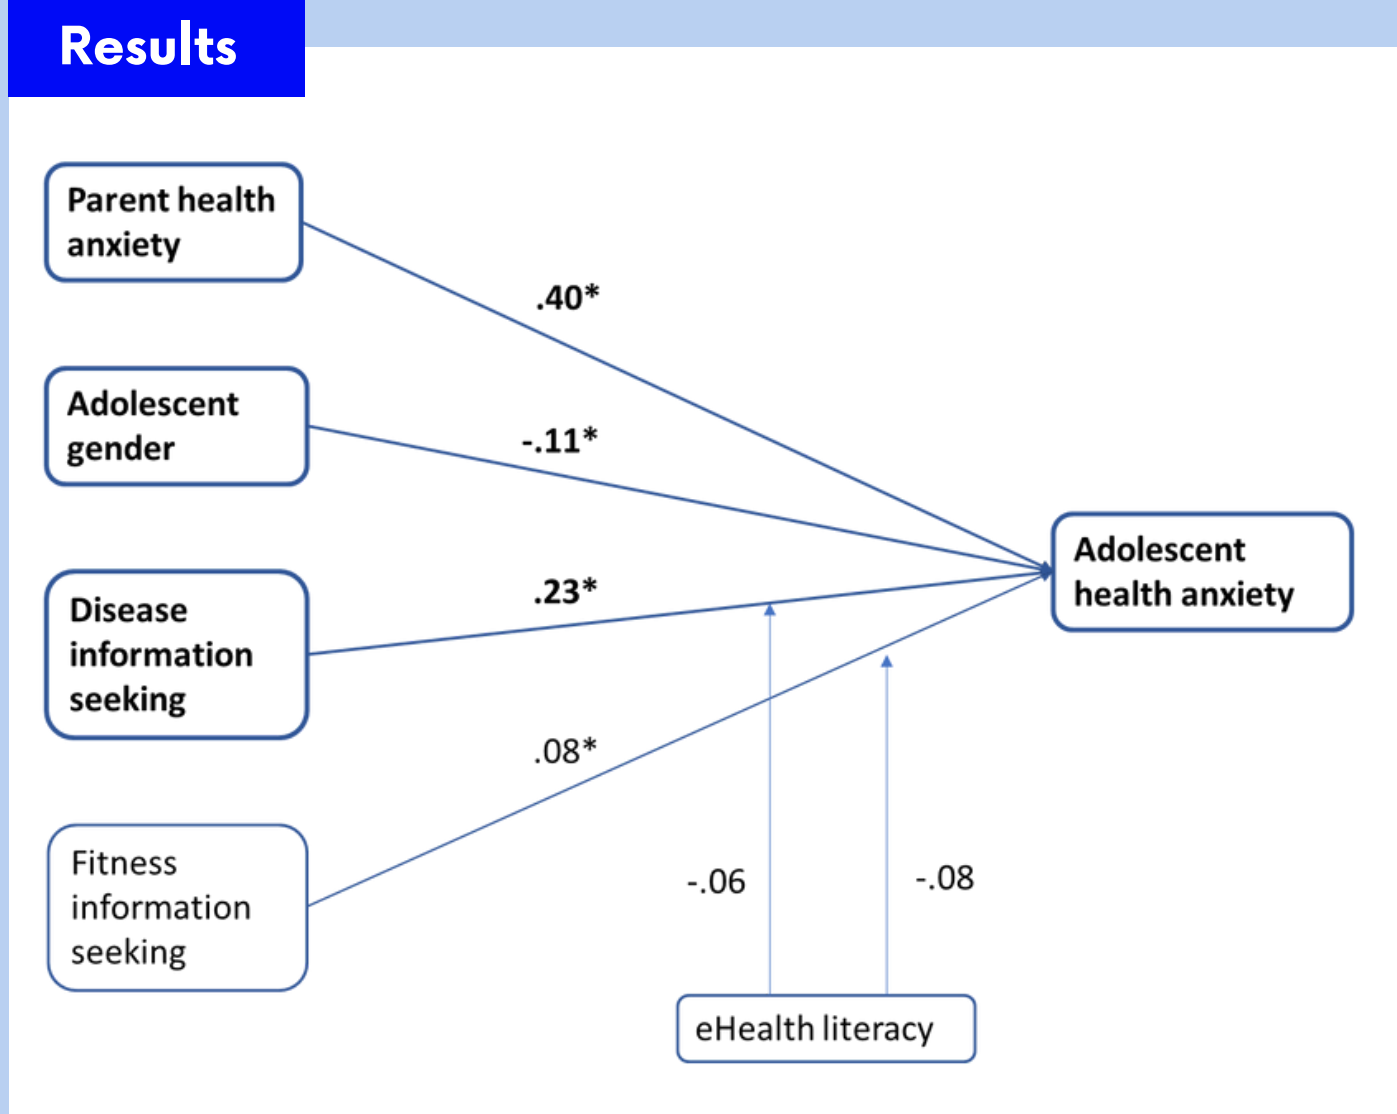 Results
Parent health
anxiety
.40*
Adolescent
gender
-.11*
Adolescent
health anxiety
Disease
information
seeking
.23*
.08*
Fitness
information
seeking
-.06
-.08
eHealth literacy